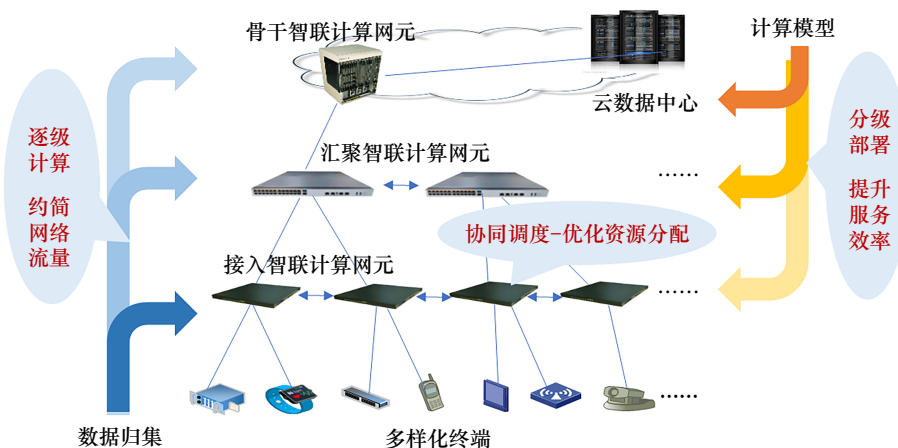 骨干智联计算网元
计算模型
云数据中心
逐级
计算
约简
网络
流量
汇聚智联计算网元
······
分级
部署
提升
服务
效率
协同调度-优化资源分配
接入智联计算网元
······
······
数据归集
多样化终端